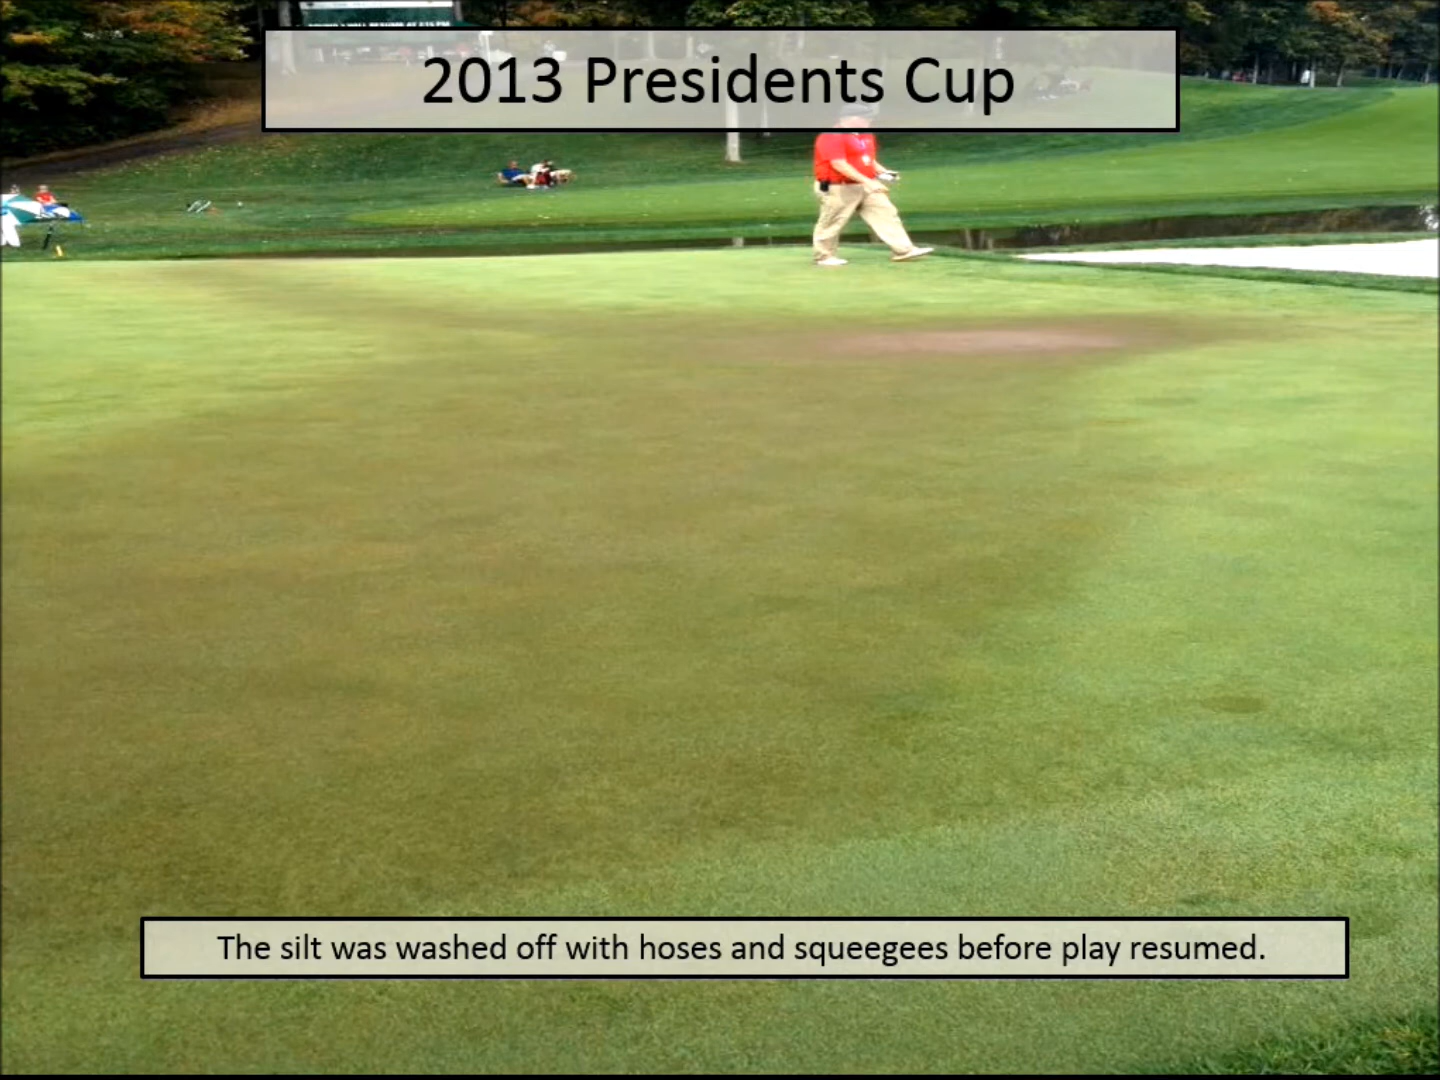 2013 Presidents Cup
The silt was washed off with hoses and squeegees before play resumed.